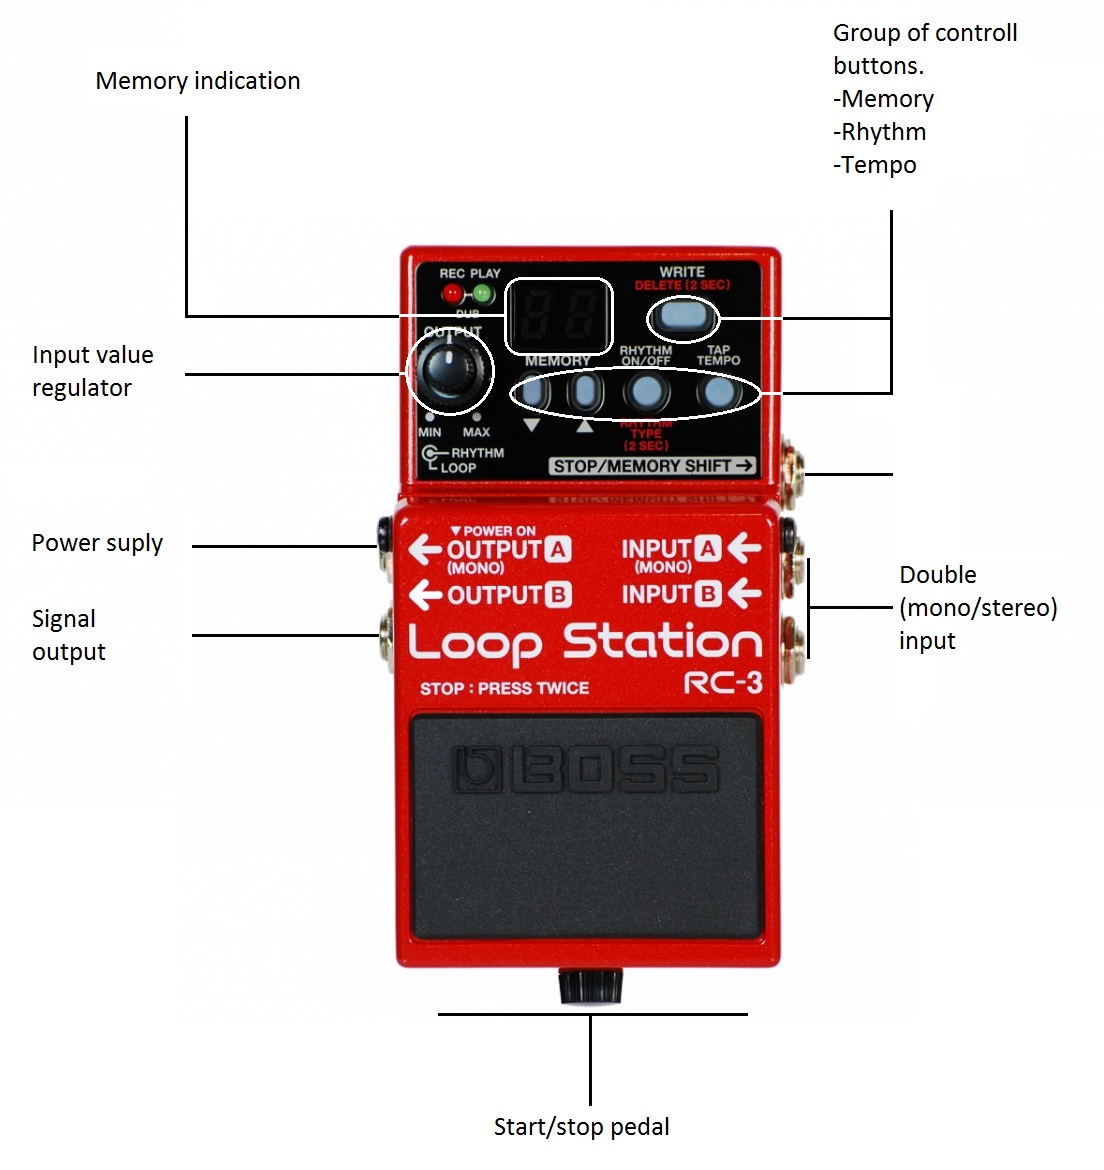 Group of controll
buttons.
-Memory
-Rhythm
-Tempo
Memory indication
REC PLAY
DUB
OUTPUT
MIN MAX
RHYTHM
LOOP
88
MEMORY
WRITE
DELETE (2 SEC)
RHYTHM
ON/OFF
TAP
TEMPO
RHYTHM
TYPE
(2 SEC)
STOP/MEMORY SHIFT →
Input value
regulator
Power suply
Signal
output
▼POWER ON
← OUTPUT A
(MONO)
← OUTPUT B
INPUT A ←
(MONO)
INPUT B ←
Loop Station
RC-3
STOP : PRESS TWICE
Double
(mono/stereo)
input
BOSS
Start/stop pedal